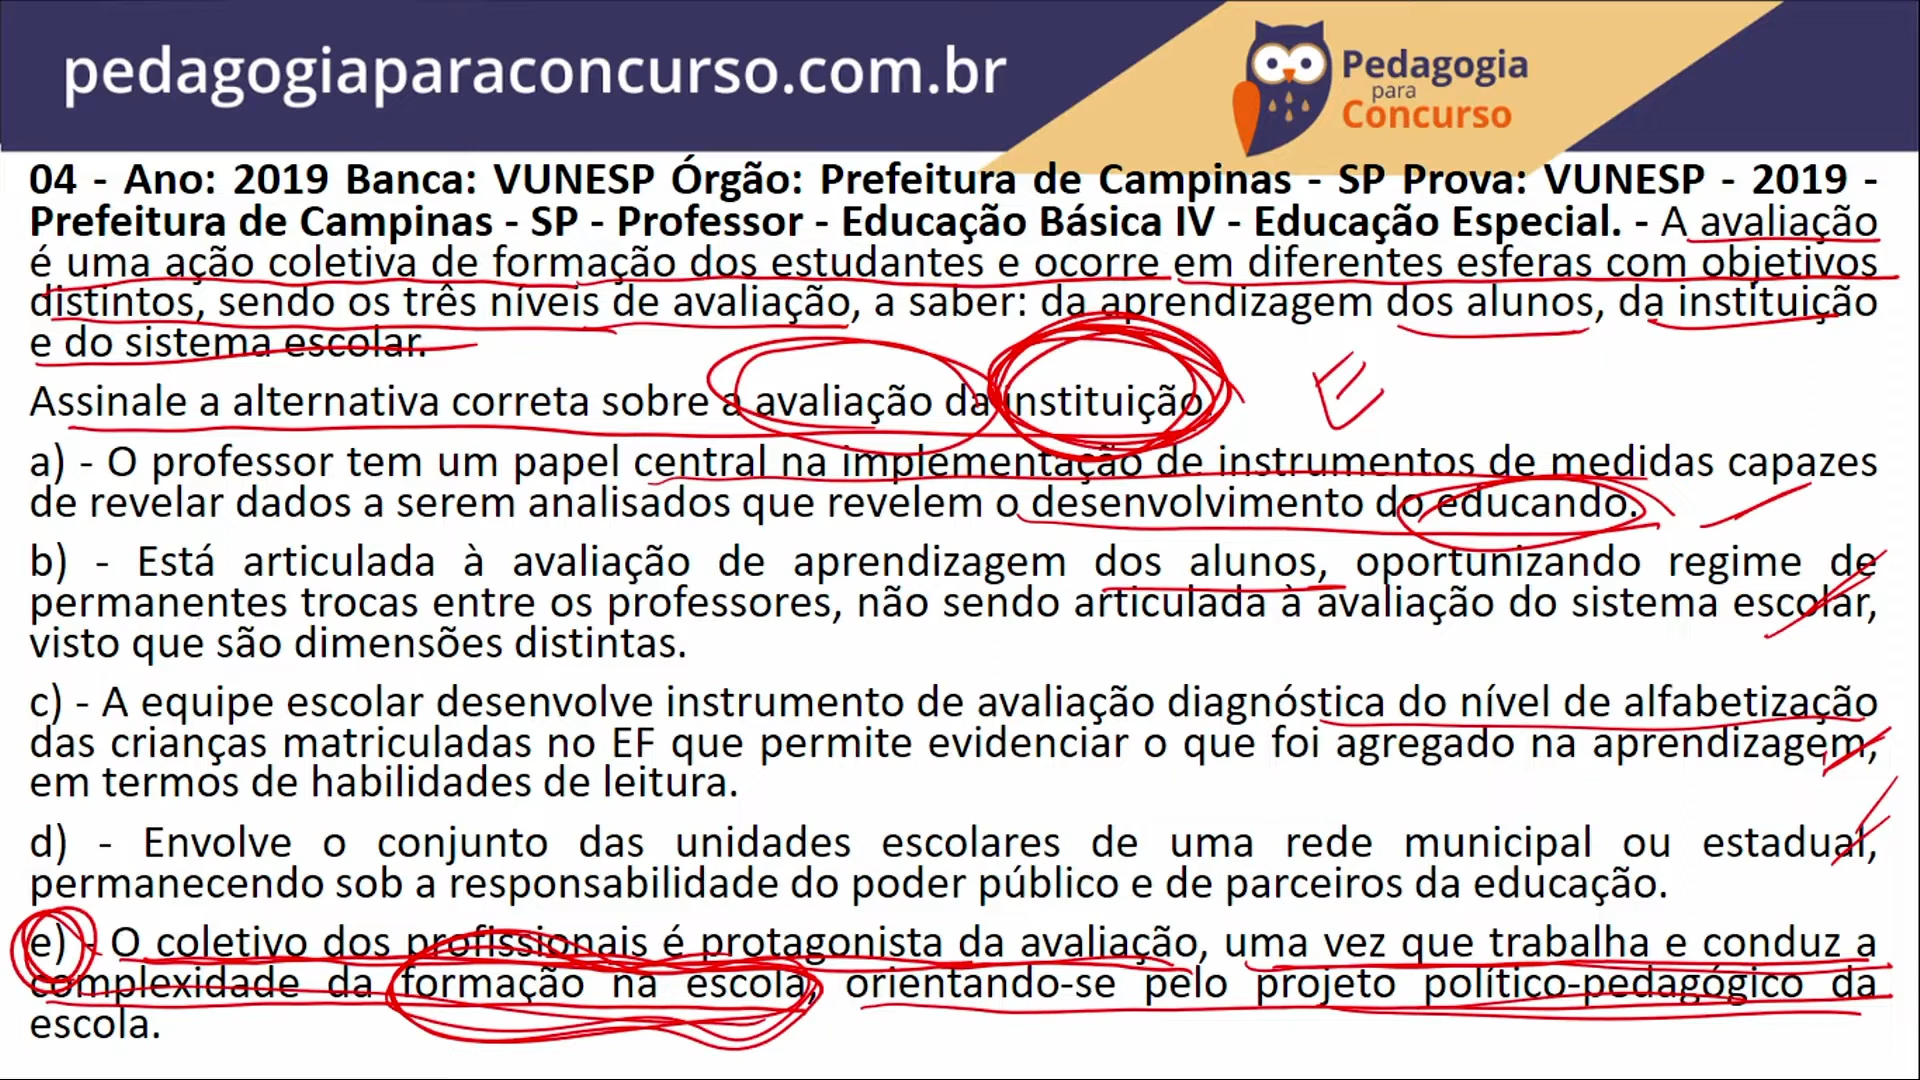 pedagogiaparaconcurso.com.br
Pedagogia
para
Concurso
04 - Ano: 2019 Banca: VUNESP Órgão: Prefeitura de Campinas - SP Prova: VUNESP - 2019 -
Prefeitura de Campinas - SP - Professor - Educação Básica IV - Educação Especial. - A avaliação
é uma ação coletiva de formação dos estudantes e ocorre em diferentes esferas com objetivos
distintos, sendo os três níveis de avaliação, a saber: da aprendizagem dos alunos, da instituição
e do sistema escolar.
Assinale a alternativa correta sobre a avaliação da instituição.
E
a) - O professor tem um papel central na implementação de instrumentos de medidas capazes
de revelar dados a serem analisados que revelem o desenvolvimento do educando.
b) - Está articulada à avaliação de aprendizagem dos alunos, oportunizando regime de
permanentes trocas entre os professores, não sendo articulada à avaliação do sistema escolar,
visto que são dimensões distintas.
c) - A equipe escolar desenvolve instrumento de avaliação diagnóstica do nível de alfabetização
das crianças matriculadas no EF que permite evidenciar o que foi agregado na aprendizagem,
em termos de habilidades de leitura.
d) - Envolve o conjunto das unidades escolares de uma rede municipal ou estadual,
permanecendo sob a responsabilidade do poder público e de parceiros da educação.
e) - O coletivo dos profissionais é protagonista da avaliação, uma vez que trabalha e conduz a
complexidade da formação na escola, orientando-se pelo projeto político-pedagógico da
escola.